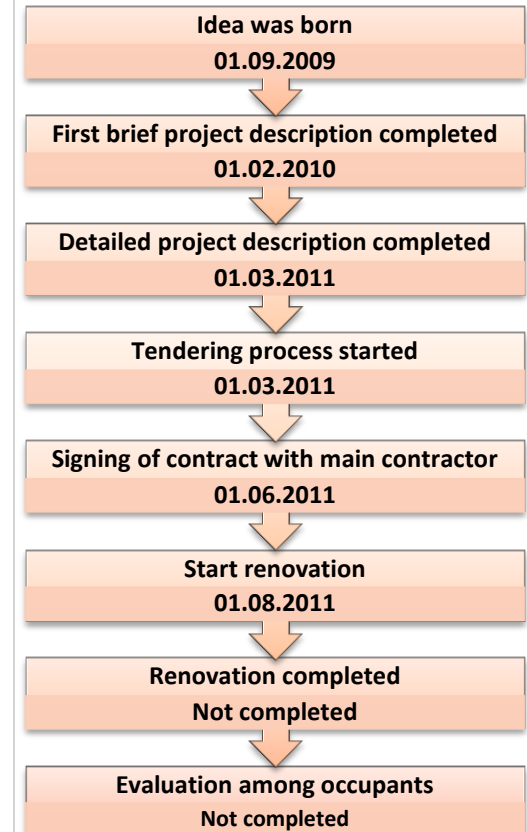 Idea was born
01.09.2009
First brief project description completed
01.02.2010
Detailed project description completed
01.03.2011
Tendering process started
01.03.2011
Signing of contract with main contractor
01.06.2011
Start renovation
01.08.2011
Renovation completed
Not completed
Evaluation among occupants
Not completed